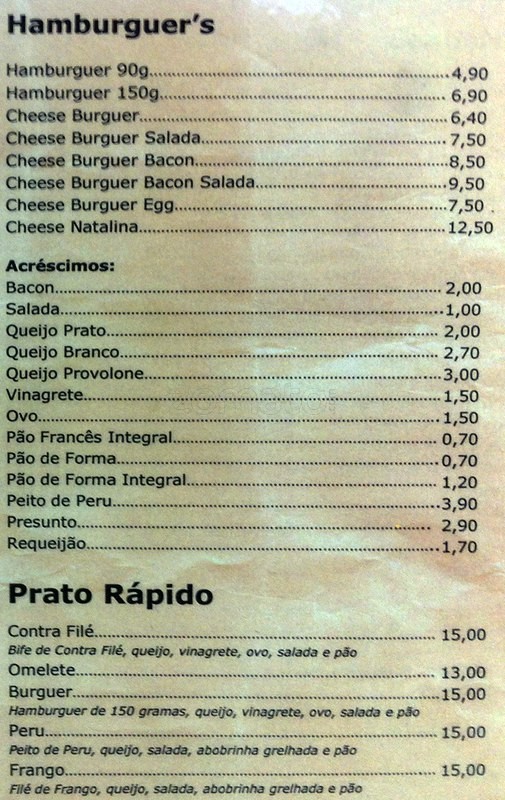 Hamburguer's
Hamburguer 90g 4,90
Hamburguer 150g 6,90
Cheese Burguer 6,40
Cheese Burguer Salada 7,50
Cheese Burguer Bacon 8,50
Cheese Burguer Bacon Salada 9,50
Cheese Burguer Egg 7,50
Cheese Natalina 12,50
Acréscimos:
Bacon 2,00
Salada 1,00
Queijo Prato 2,00
Queijo Branco 2,70
Queijo Provolone 3,00
Vinagrete 1,50
Ovo 1,50
Pão Francês Integral 0,70
Pão de Forma 0,70
Pão de Forma Integral 1,20
Peito de Peru 3,90
Presunto 2,90
Requeijão 1,70
Prato Rápido
Contra Filé 15,00
Bife de Contra Filé, queijo, vinagrete, ovo, salada e pão
Omelete 13,00
Burguer 15,00
Hamburguer de 150 gramas, queijo, vinagrete, ovo, salada e pão
Peru 15,00
Peito de Peru, queijo, salada, abobrinha grelhada e pão
Frango 15,00
Filé de Frango, queijo, salada, abobrinha grelhada e pão